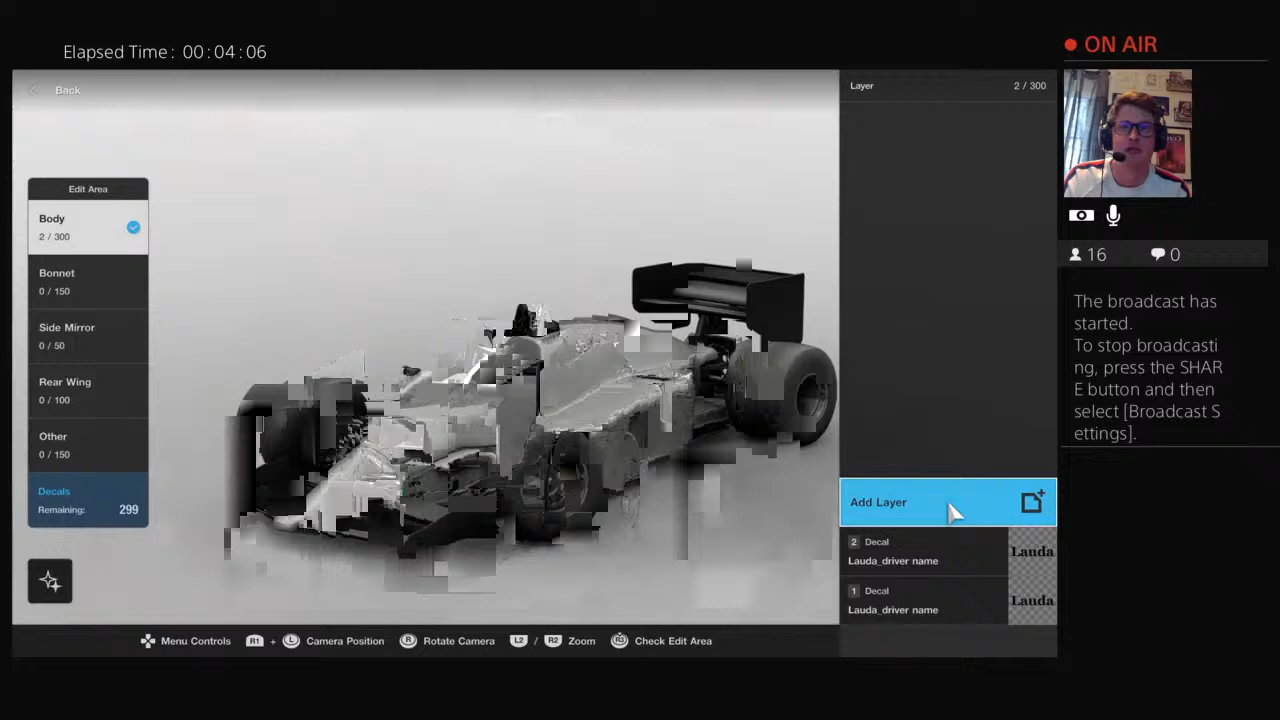 Elapsed Time: 00:04:06
ON AIR
Back
Layer 2 / 300
Edit Area
Body
2 / 300
Bonnet
0 / 150
Side Mirror
0 / 50
Rear Wing
0 / 100
Other
0 / 150
Decals
Remaining: 299
16 0
The broadcast has
started.
To stop broadcasti
ng, press the SHAR
E button and then
select [Broadcast S
ettings].
Add Layer
2 Decal
Lauda_driver name
Lauda
1 Decal
Lauda_driver name
Lauda
Menu Controls R1 + L Camera Position R Rotate Camera L2 / R2 Zoom R3 Check Edit Area